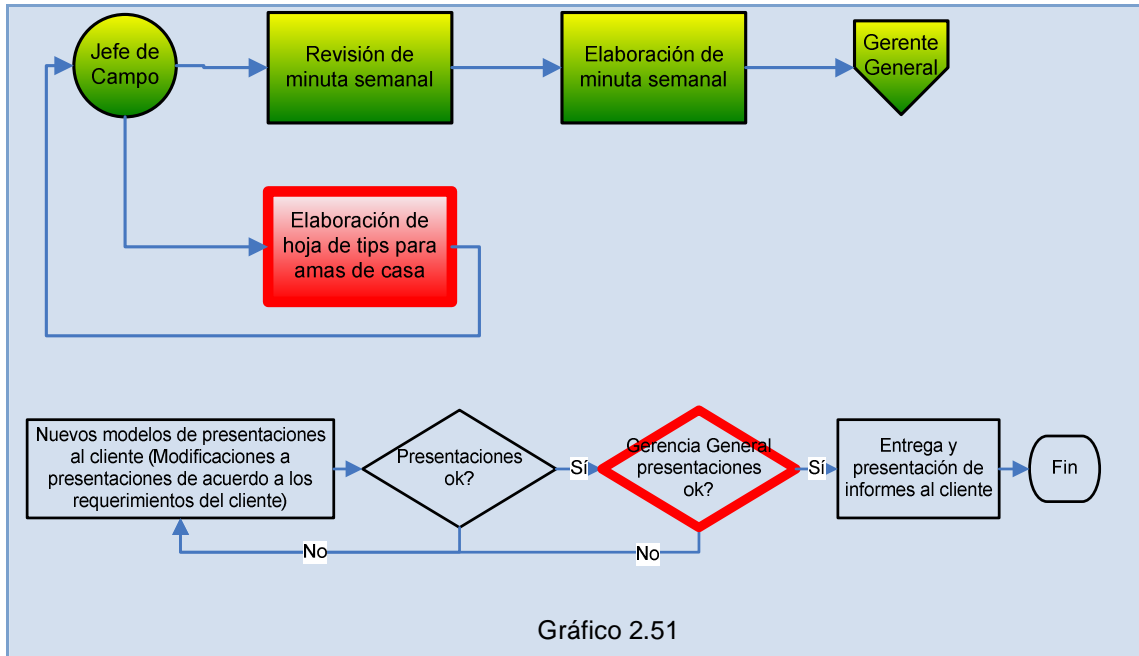 Jefe de
Campo
Revisión de
minuta semanal
Elaboración de
minuta semanal
Gerente
General
Elaboración de
hoja de tips para
amas de casa
Nuevos modelos de presentaciones
al cliente (Modificaciones a
presentaciones de acuerdo a los
requerimientos del cliente)
Presentaciones
ok?
Sí
Gerencia General
presentaciones
ok?
Sí
Entrega y
presentación de
informes al cliente
Fin
No
No
Gráfico 2.51